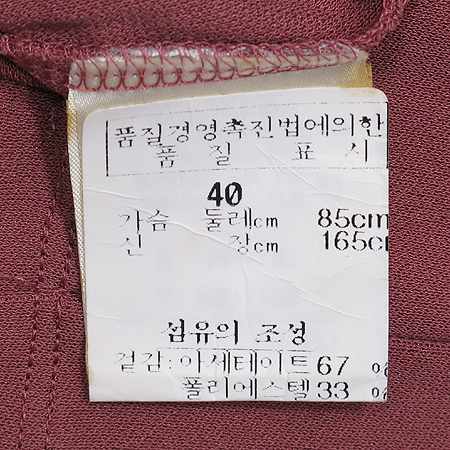 품질경영촉진법에의한
품 질 표 시
40
가슴 둘레cm 85cm
신 장cm 165c
섬유의 조성
겉감:아세테이트67
폴리에스텔33